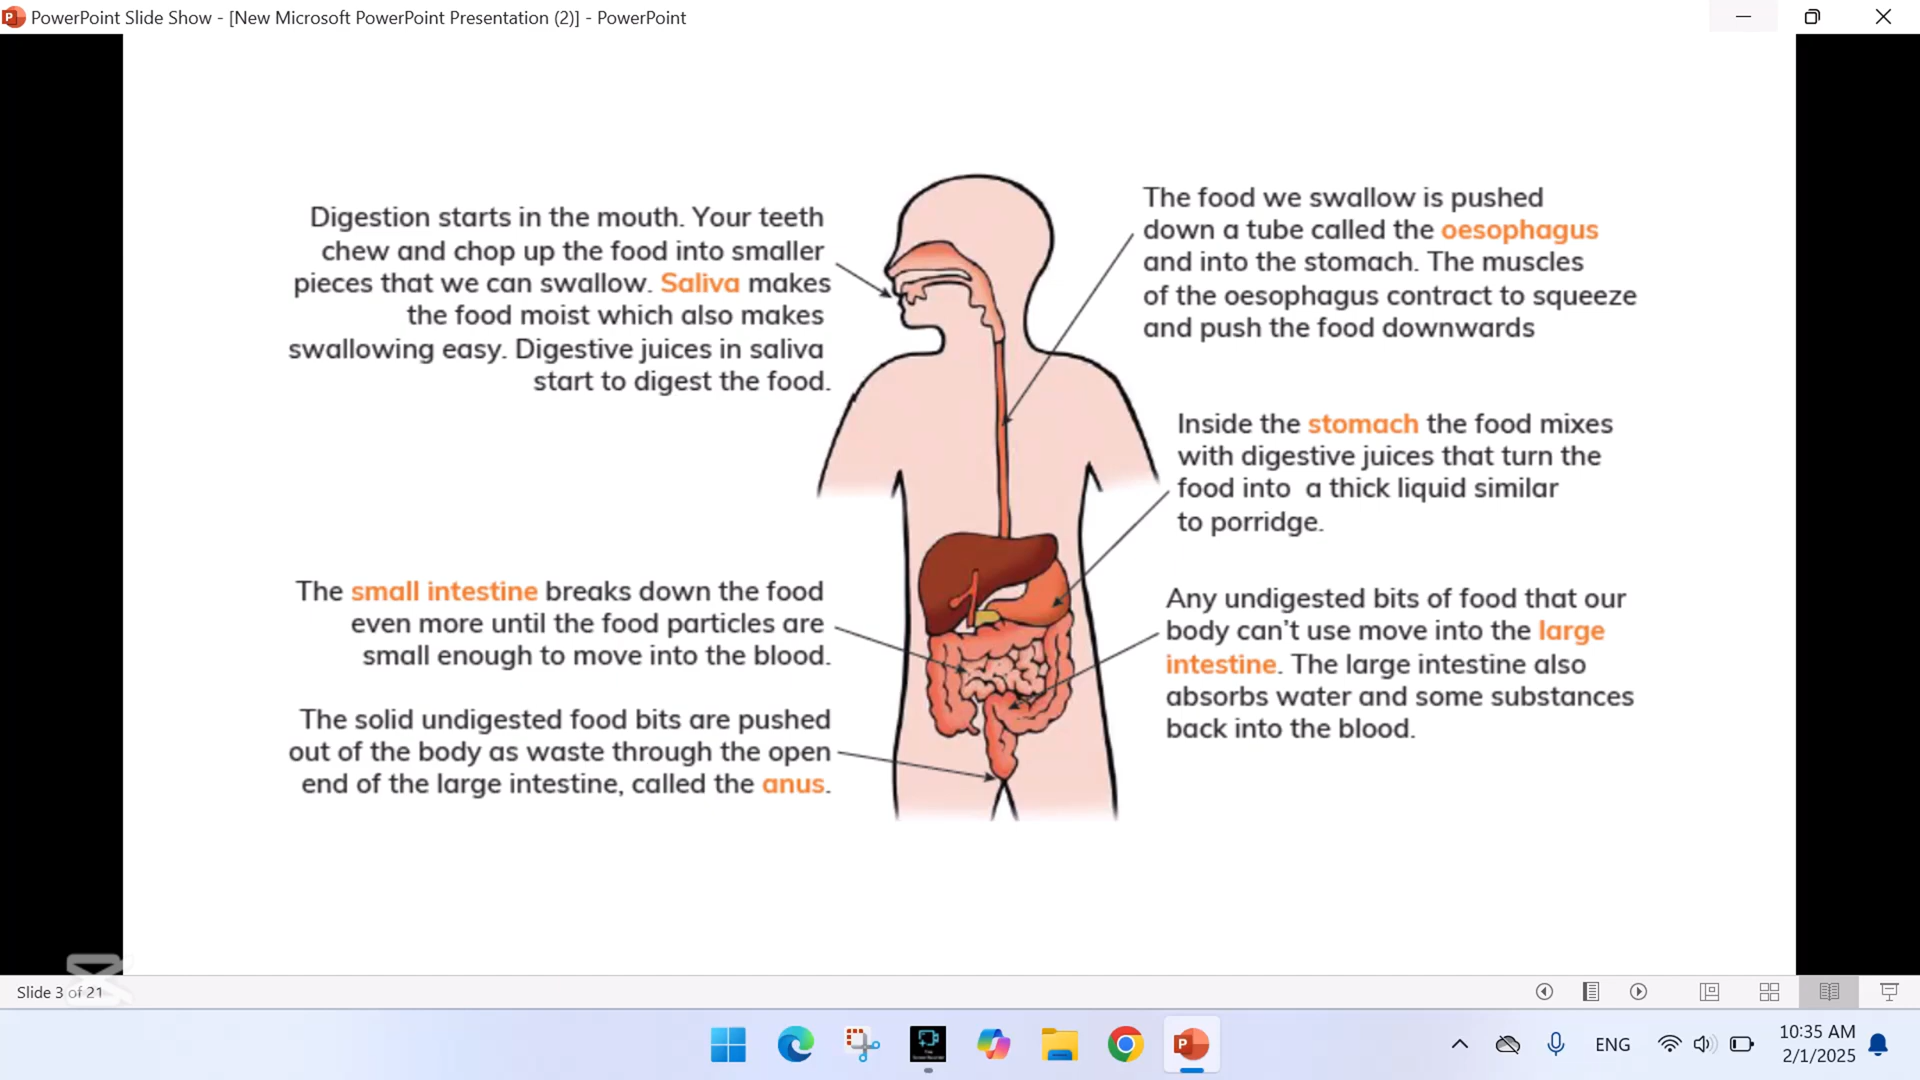 PowerPoint Slide Show - [New Microsoft PowerPoint Presentation (2)] - PowerPoint
Digestion starts in the mouth. Your teeth
chew and chop up the food into smaller
pieces that we can swallow. Saliva makes
the food moist which also makes
swallowing easy. Digestive juices in saliva
start to digest the food.
The food we swallow is pushed
down a tube called the oesophagus
and into the stomach. The muscles
of the oesophagus contract to squeeze
and push the food downwards
Inside the stomach the food mixes
with digestive juices that turn the
food into a thick liquid similar
to porridge.
The small intestine breaks down the food
even more until the food particles are
small enough to move into the blood.
Any undigested bits of food that our
body can't use move into the large
intestine. The large intestine also
absorbs water and some substances
back into the blood.
The solid undigested food bits are pushed
out of the body as waste through the open
end of the large intestine, called the anus.
Slide 3 of 21
ENG
10:35 AM
2/1/2025